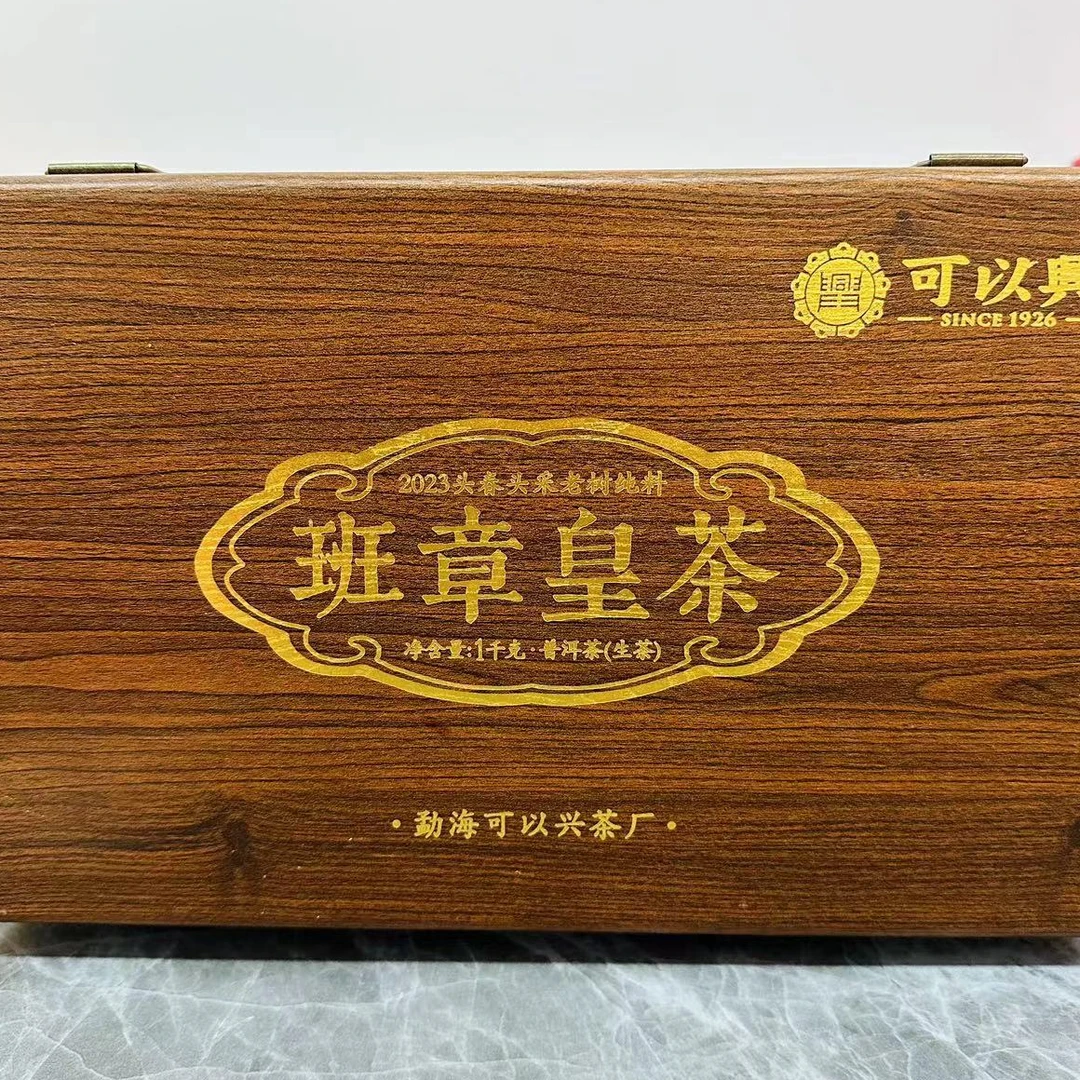 可以興
SINCE 1926
2023头春头采老树纯料
班章皇茶
净含量:1千克·普洱茶(生茶)
·勐海可以兴茶厂·